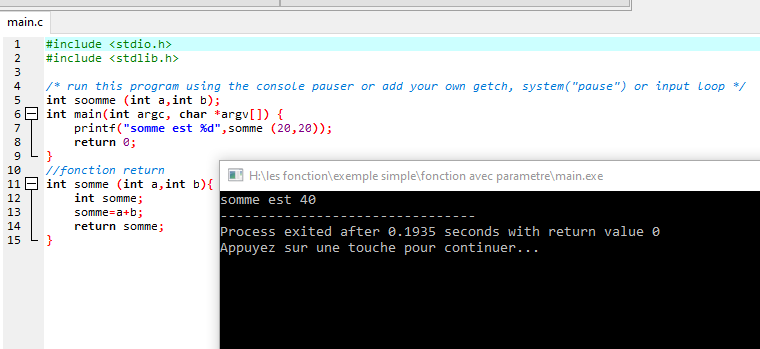 main.c
1 #include <stdio.h>
2 #include <stdlib.h>
3
4 /* run this program using the console pauser or add your own getch, system("pause") or input loop */
5 int soomme (int a,int b);
6 int main(int argc, char *argv[]) {
7 printf("somme est %d",somme (20,20));
8 return 0;
9 }
10 //fonction return
11 int somme (int a,int b){
12 int somme;
13 somme=a+b;
14 return somme;
15 }
H:\les fonction\exemple simple\fonction avec parametre\main.exe
somme est 40
--------------------------------
Process exited after 0.1935 seconds with return value 0
Appuyez sur une touche pour continuer...